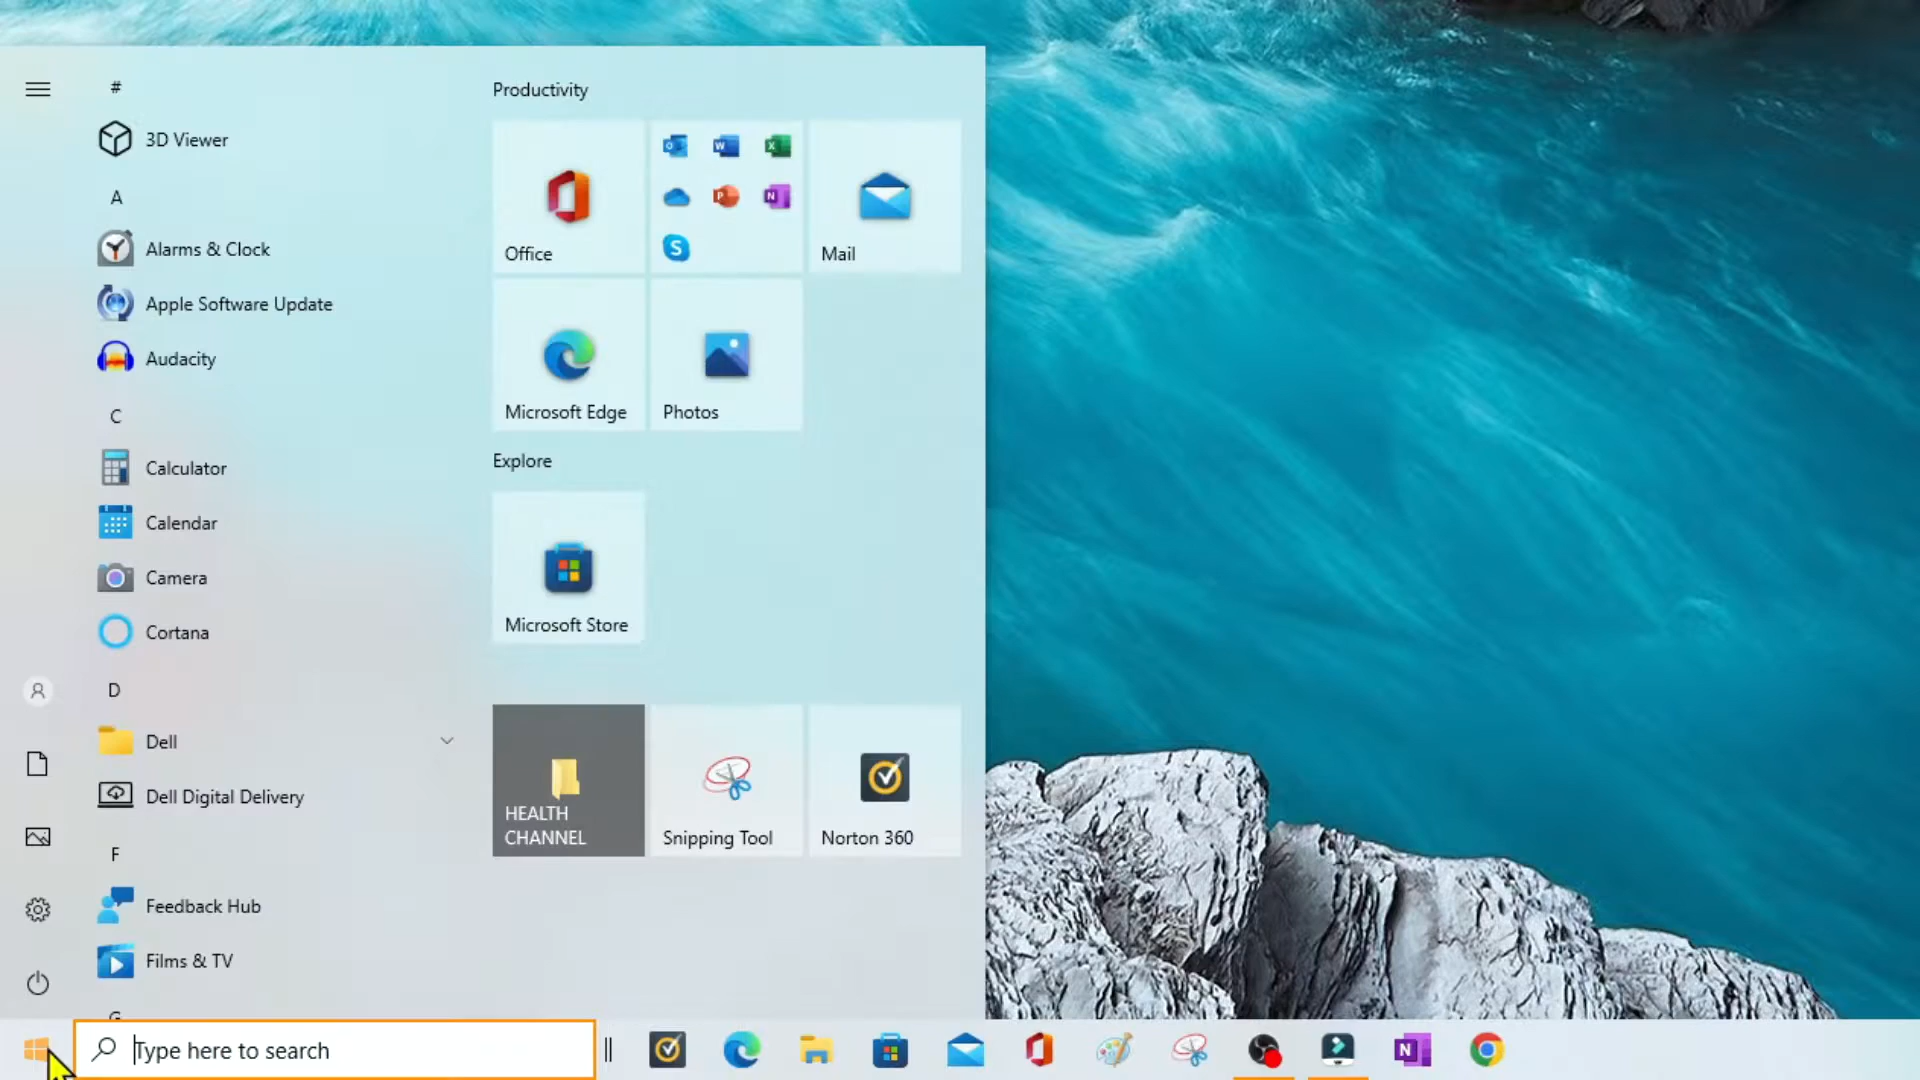 #
3D Viewer
A
Alarms & Clock
Apple Software Update
Audacity
C
Calculator
Calendar
Camera
Cortana
D
Dell
Dell Digital Delivery
F
Feedback Hub
Films & TV
G
Productivity
Office
Mail
Microsoft Edge
Photos
Explore
Microsoft Store
HEALTH
CHANNEL
Snipping Tool
Norton 360
Type here to search